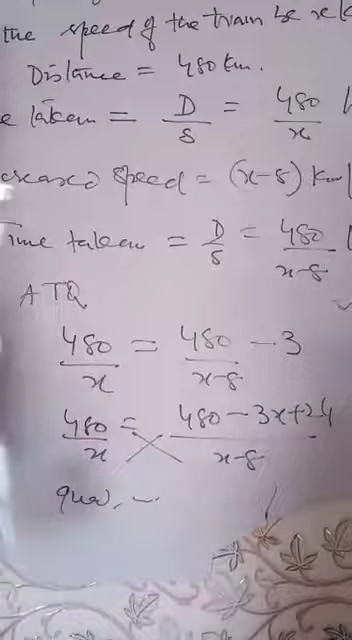 the speed of the train be x
Distance = 480 km.
taken = D/S = 480/x
speed = (x-8) km/
Time taken = D/S = 480/x-8
ATQ
480/x = 480/x-8 - 3
480/x = 480-3x+24/x-8